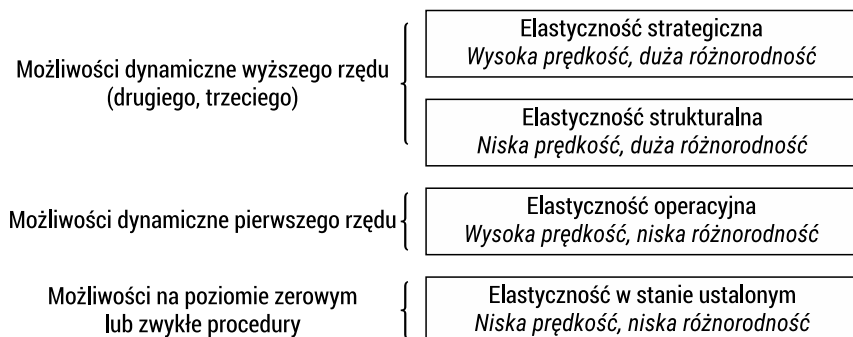 Możliwości dynamiczne wyższego rzędu
(drugiego, trzeciego)
Elastyczność strategiczna
Wysoka prędkość, duża różnorodność
Elastyczność strukturalna
Niska prędkość, duża różnorodność
Możliwości dynamiczne pierwszego rzędu
Elastyczność operacyjna
Wysoka prędkość, niska różnorodność
Możliwości na poziomie zerowym
lub zwykłe procedury
Elastyczność w stanie ustalonym
Niska prędkość, niska różnorodność